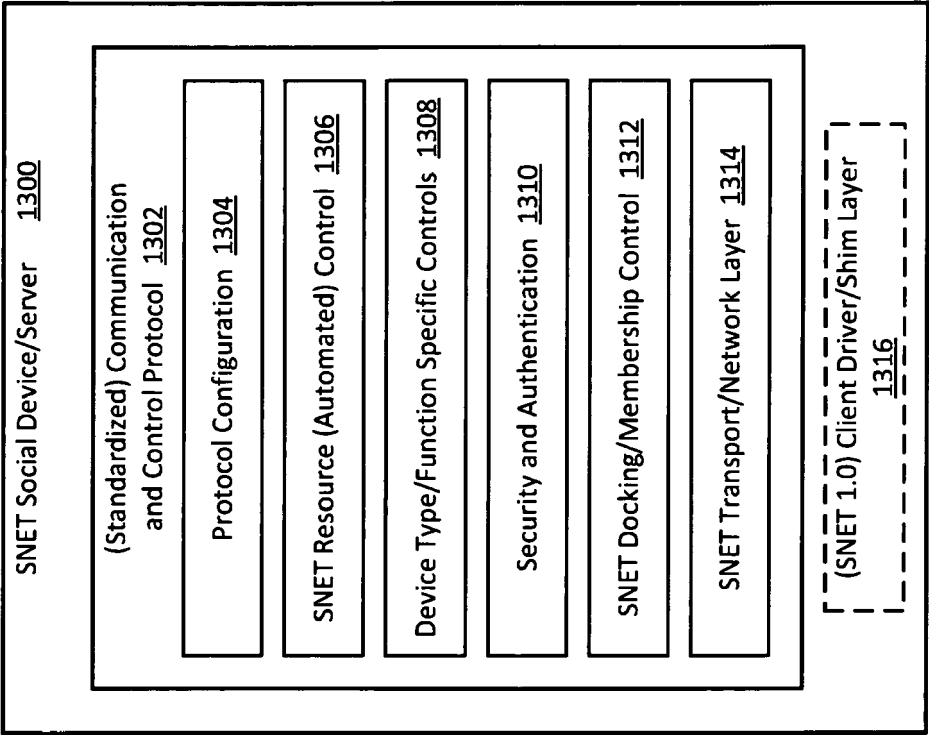 SNET Social Device/Server 1300
(Standardized) Communication
and Control Protocol 1302
Protocol Configuration 1304
SNET Resource (Automated) Control 1306
Device Type/Function Specific Controls 1308
Security and Authentication 1310
SNET Docking/Membership Control 1312
SNET Transport/Network Layer 1314
(SNET 1.0) Client Driver/Shim Layer
1316